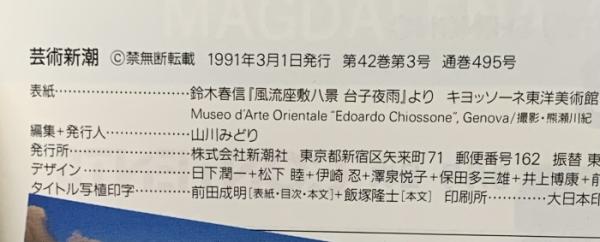 芸術新潮 ©禁無断転載 1991年3月1日発行 第42巻第3号 通巻495号
表紙……………………鈴木春信『風流座敷八景 台子夜雨』より キヨッソーネ東洋美術館
Museo d'Arte Orientale "Edoardo Chiossone", Genova/撮影・熊瀬川紀
編集+発行人……………山川みどり
発行所……………………株式会社新潮社 東京都新宿区矢来町71 郵便番号162 振替 東
デザイン…………………日下潤一+松下 睦+伊崎 忍+澤泉悦子+保田多三雄+井上博康+前
タイトル写植印字………前田成明[表紙・目次・本文]+飯塚隆士[本文] 印刷所……………大日本印